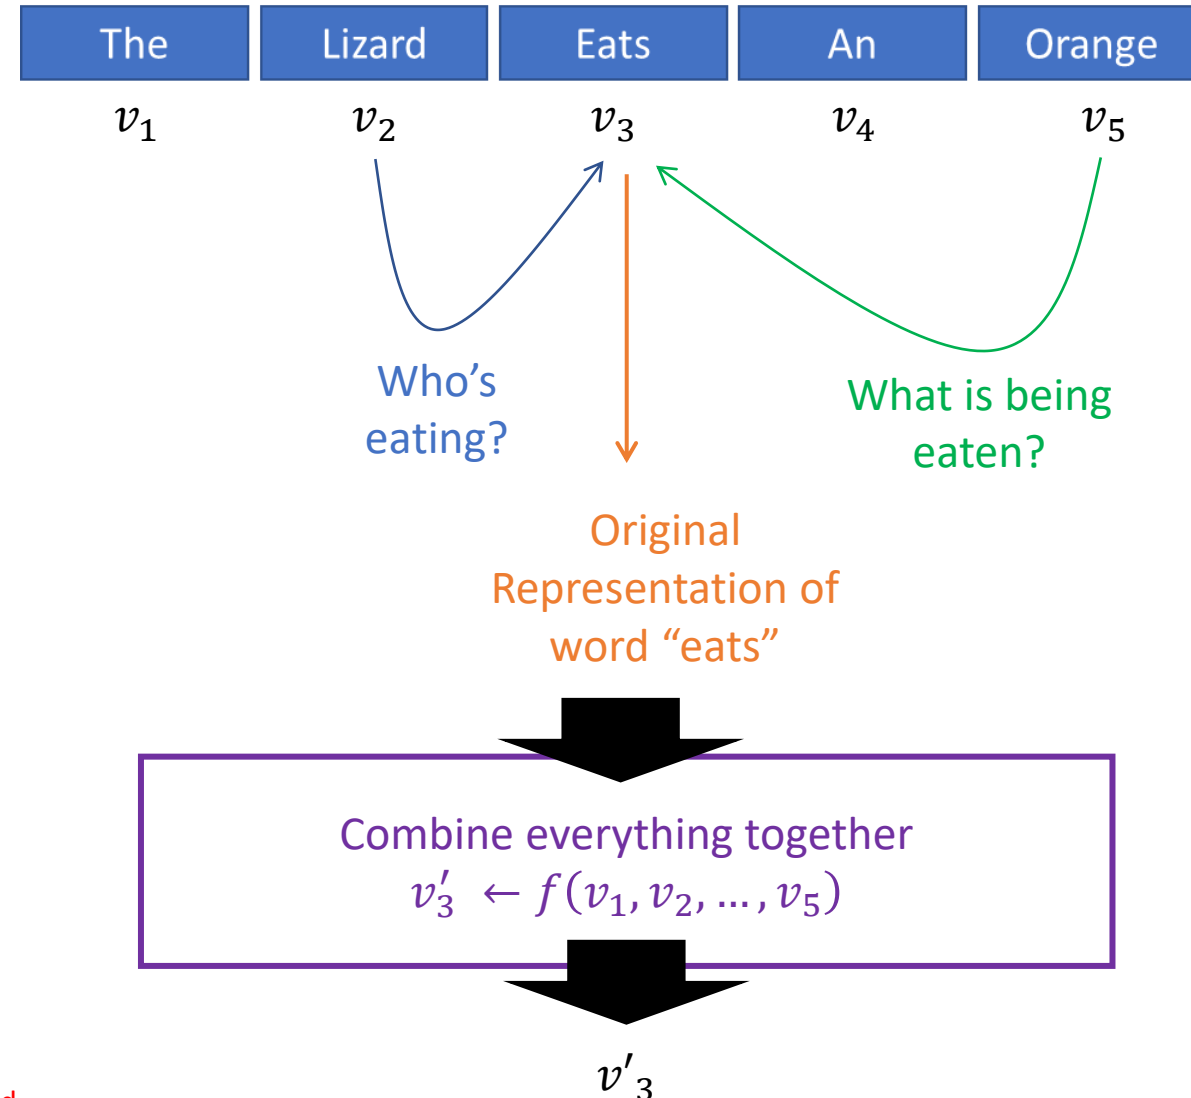 The Lizard Eats An Orange
v₁ v₂ v₃ v₄ v₅
Who's
eating?
What is being
eaten?
Original
Representation of
word “eats”
Combine everything together
v′₃ ← f(v₁, v₂, …, v₅)
v′₃